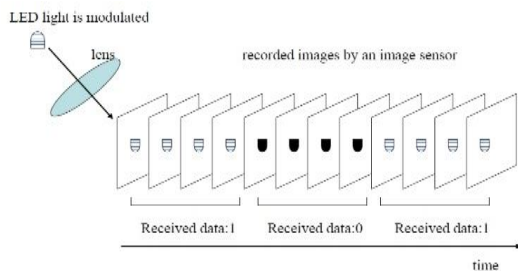 LED light is modulated
lens
recorded images by an image sensor
Received data:1
Received data:0
Received data:1
time